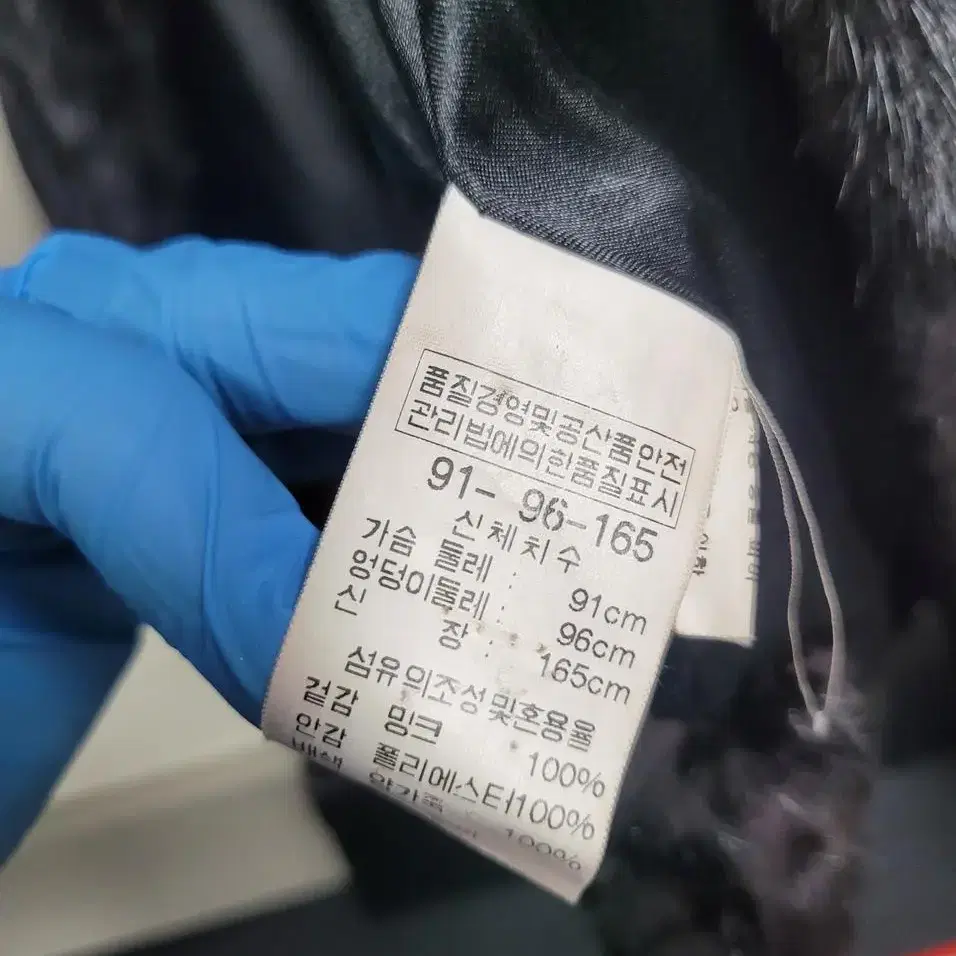 품질경영및공산품안전
관리법에의한품질표시
91- 96-165
신체치수
가슴 둘레 : 91cm
엉덩이둘레 : 96cm
신 장 : 165cm
섬유의조성및혼용율
겉감 밍크 100%
안감 폴리에스터100%
배색 100%